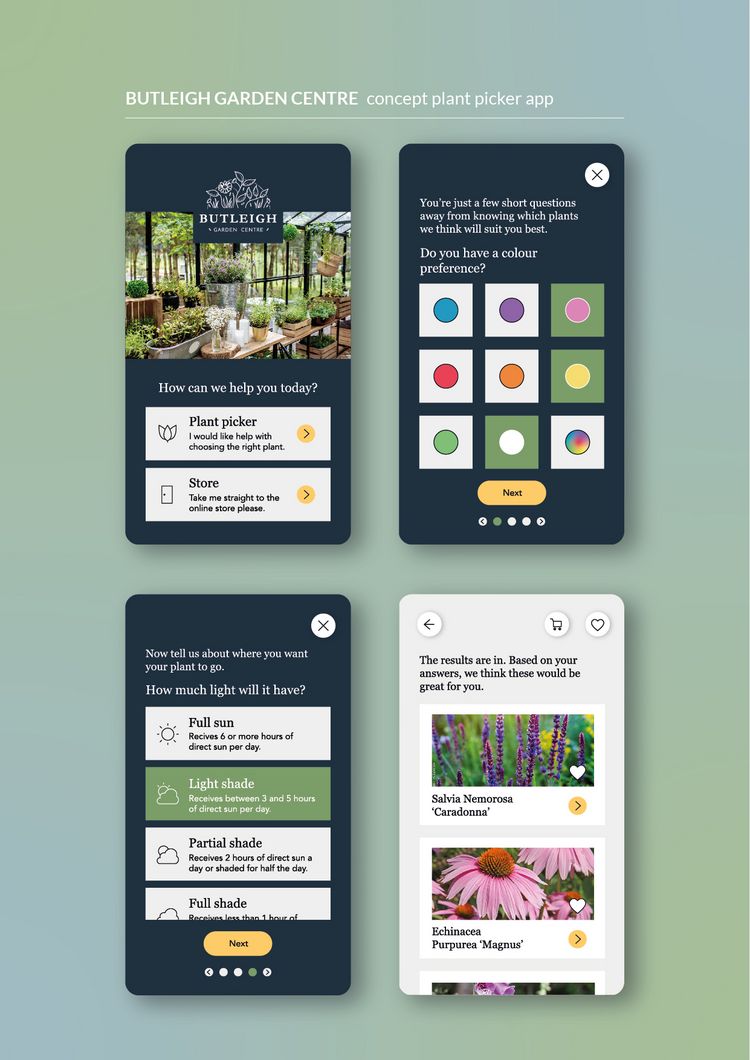 BUTLEIGH GARDEN CENTRE concept plant picker app
BUTLEIGH
GARDEN CENTRE
How can we help you today?
Plant picker
I would like help with
choosing the right plant.
Store
Take me straight to the
online store please.
You're just a few short questions
away from knowing which plants
we think will suit you best.
Do you have a colour
preference?
Next
Now tell us about where you want
your plant to go.
How much light will it have?
Full sun
Recives 6 or more hours of
direct sun per day.
Light shade
Receives between 3 and 5 hours
of direct sun per day.
Partial shade
Receives 2 hours of direct sun a
day or shaded for half the day.
Full shade
Receives less than 1 hour of
Next
The results are in. Based on your
answers, we think these would be
great for you.
Salvia Nemorosa
‘Caradonna’
Echinacea
Purpurea ‘Magnus’